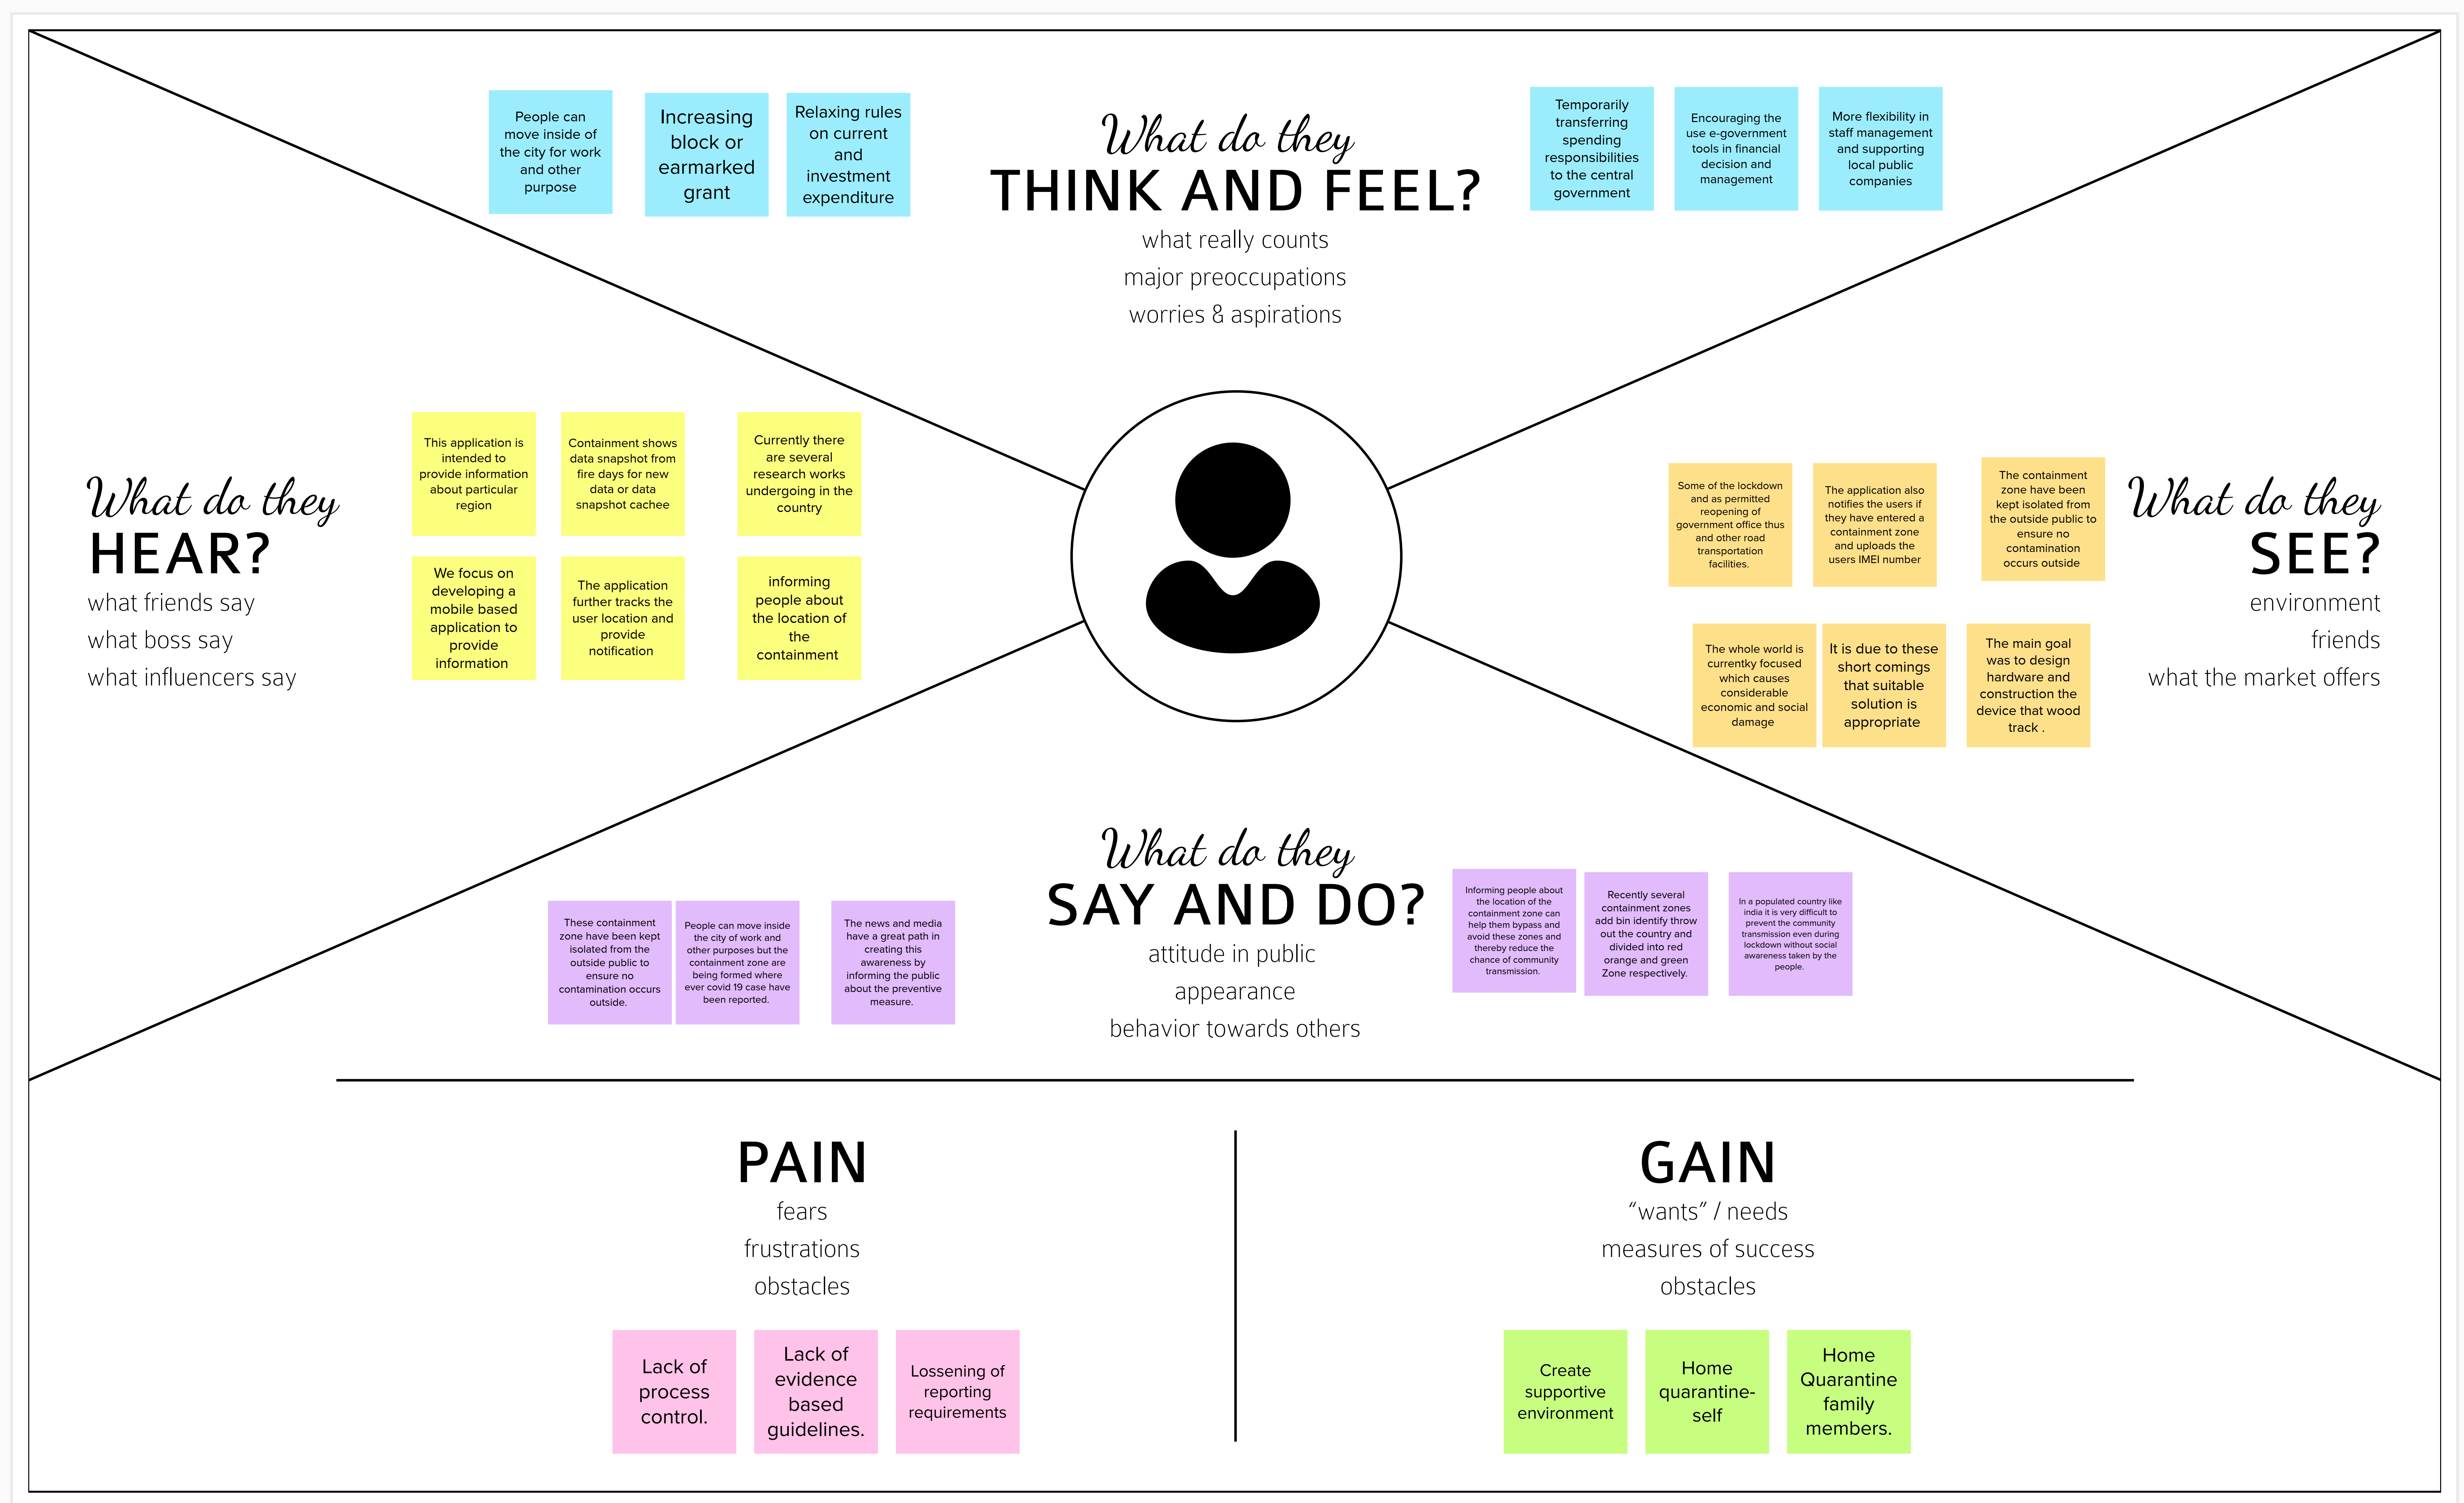 People can
move inside of
the city for work
and other
purpose
Increasing
block or
earmarked
grant
Relaxing rules
on current
and
investment
expenditure
What do they
THINK AND FEEL?
what really counts
major preoccupations
worries & aspirations
Temporarily
transferring
spending
responsibilities
to the central
government
Encouraging the
use e-government
tools in financial
decision and
management
More flexibility in
staff management
and supporting
local public
companies
What do they
HEAR?
what friends say
what boss say
what influencers say
This application is
intended to
provide information
about particular
region
Containment shows
data snapshot from
fire days for new
data or data
snapshot cachee
Currently there
are several
research works
undergoing in the
country
We focus on
developing a
mobile based
application to
provide
information
The application
further tracks the
user location and
provide
notification
informing
people about
the location of
the
containment
Some of the lockdown
and as permitted
reopening of
government office thus
and other road
transportation
facilities.
The application also
notifies the users if
they have entered a
containment zone
and uploads the
users IMEI number
The containment
zone have been
kept isolated from
the outside public to
ensure no
contamination
occurs outside
The whole world is
currentky focused
which causes
considerable
economic and social
damage
It is due to these
short comings
that suitable
solution is
appropriate
The main goal
was to design
hardware and
construction the
device that wood
track .
What do they
SEE?
environment
friends
what the market offers
These containment
zone have been kept
isolated from the
outside public to
ensure no
contamination occurs
outside.
People can move inside
the city of work and
other purposes but the
containment zone are
being formed where
ever covid 19 case have
been reported.
The news and media
have a great path in
creating this
awareness by
informing the public
about the preventive
measure.
What do they
SAY AND DO?
attitude in public
appearance
behavior towards others
Informing people about
the location of the
containment zone can
help them bypass and
avoid these zones and
thereby reduce the
chance of community
transmission.
Recently several
containment zones
add bin identify throw
out the country and
divided into red
orange and green
Zone respectively.
In a populated country like
india it is very difficult to
prevent the community
transmission even during
lockdown without social
awareness taken by the
people.
PAIN
fears
frustrations
obstacles
Lack of
process
control.
Lack of
evidence
based
guidelines.
Lossening of
reporting
requirements
GAIN
“wants” / needs
measures of success
obstacles
Create
supportive
environment
Home
quarantine-
self
Home
Quarantine
family
members.